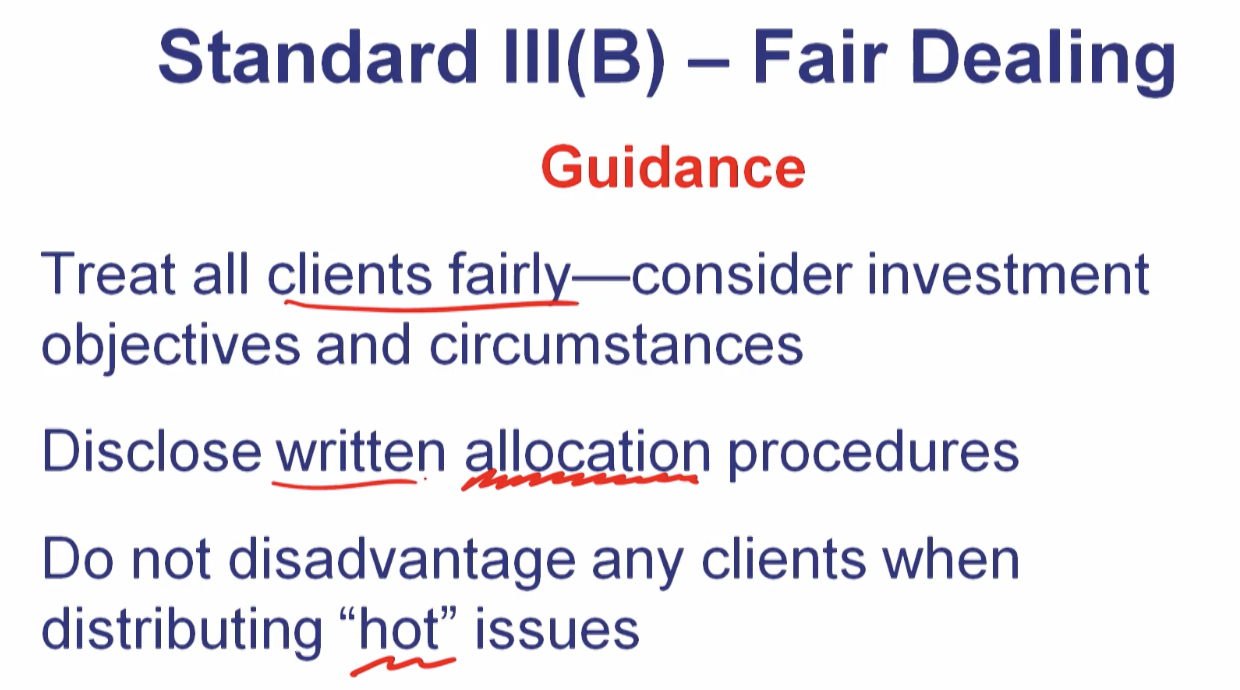 Standard III(B) – Fair Dealing
Guidance
Treat all clients fairly—consider investment
objectives and circumstances
Disclose written allocation procedures
Do not disadvantage any clients when
distributing “hot” issues